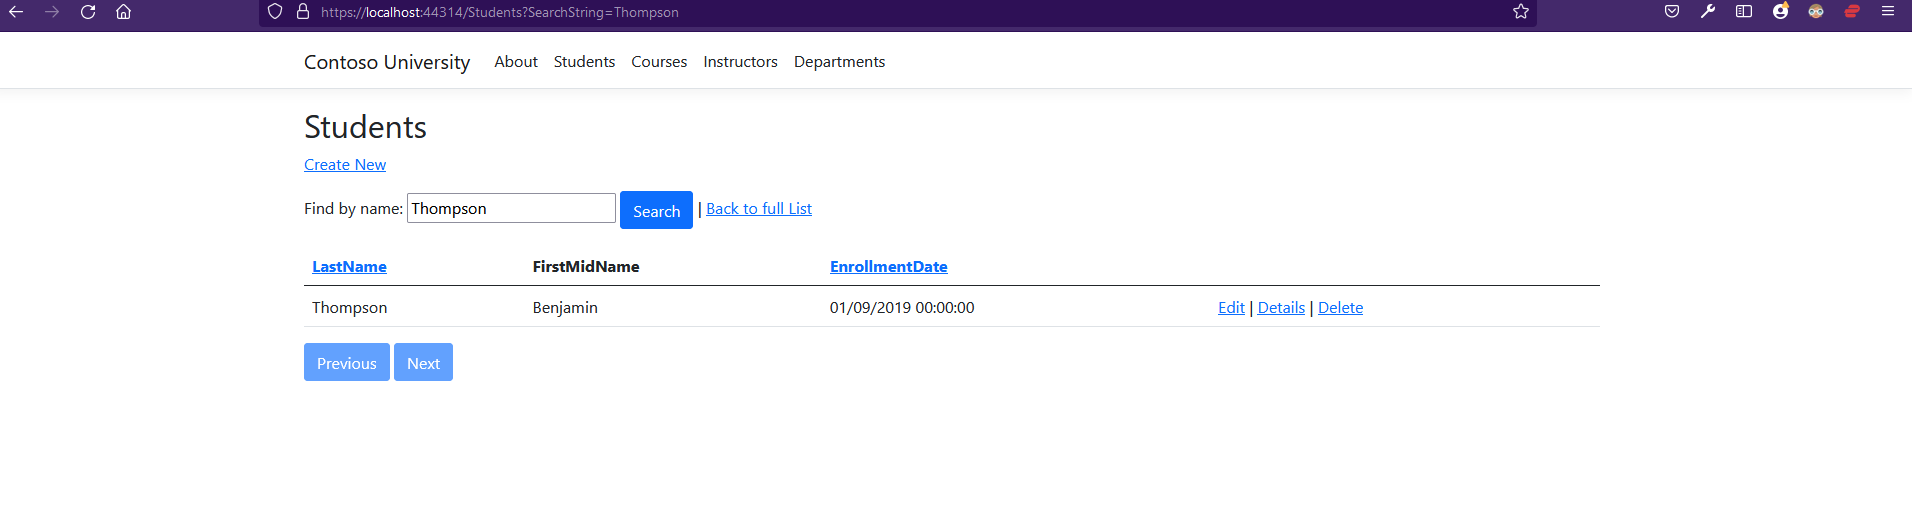 https://localhost:44314/Students?SearchString=Thompson
Contoso University About Students Courses Instructors Departments
Students
Create New
Find by name: Thompson Search | Back to full List
LastName FirstMidName EnrollmentDate
Thompson Benjamin 01/09/2019 00:00:00 Edit | Details | Delete
Previous Next